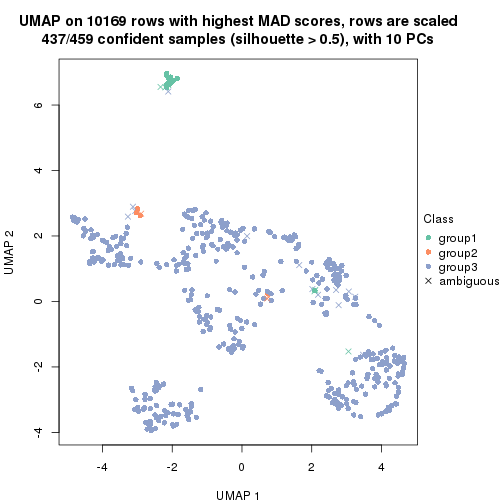 UMAP on 10169 rows with highest MAD scores, rows are scaled
437/459 confident samples (silhouette > 0.5), with 10 PCs
6
4
2
0
-2
-4
UMAP 2
-4
-2
0
2
4
UMAP 1
Class
group1
group2
group3
ambiguous